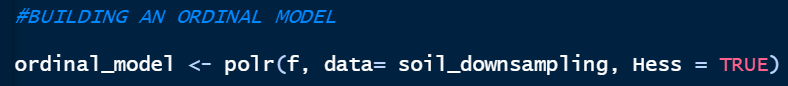 #BUILDING AN ORDINAL MODEL
ordinal_model <- polr(f, data= soil_downsampling, Hess = TRUE)